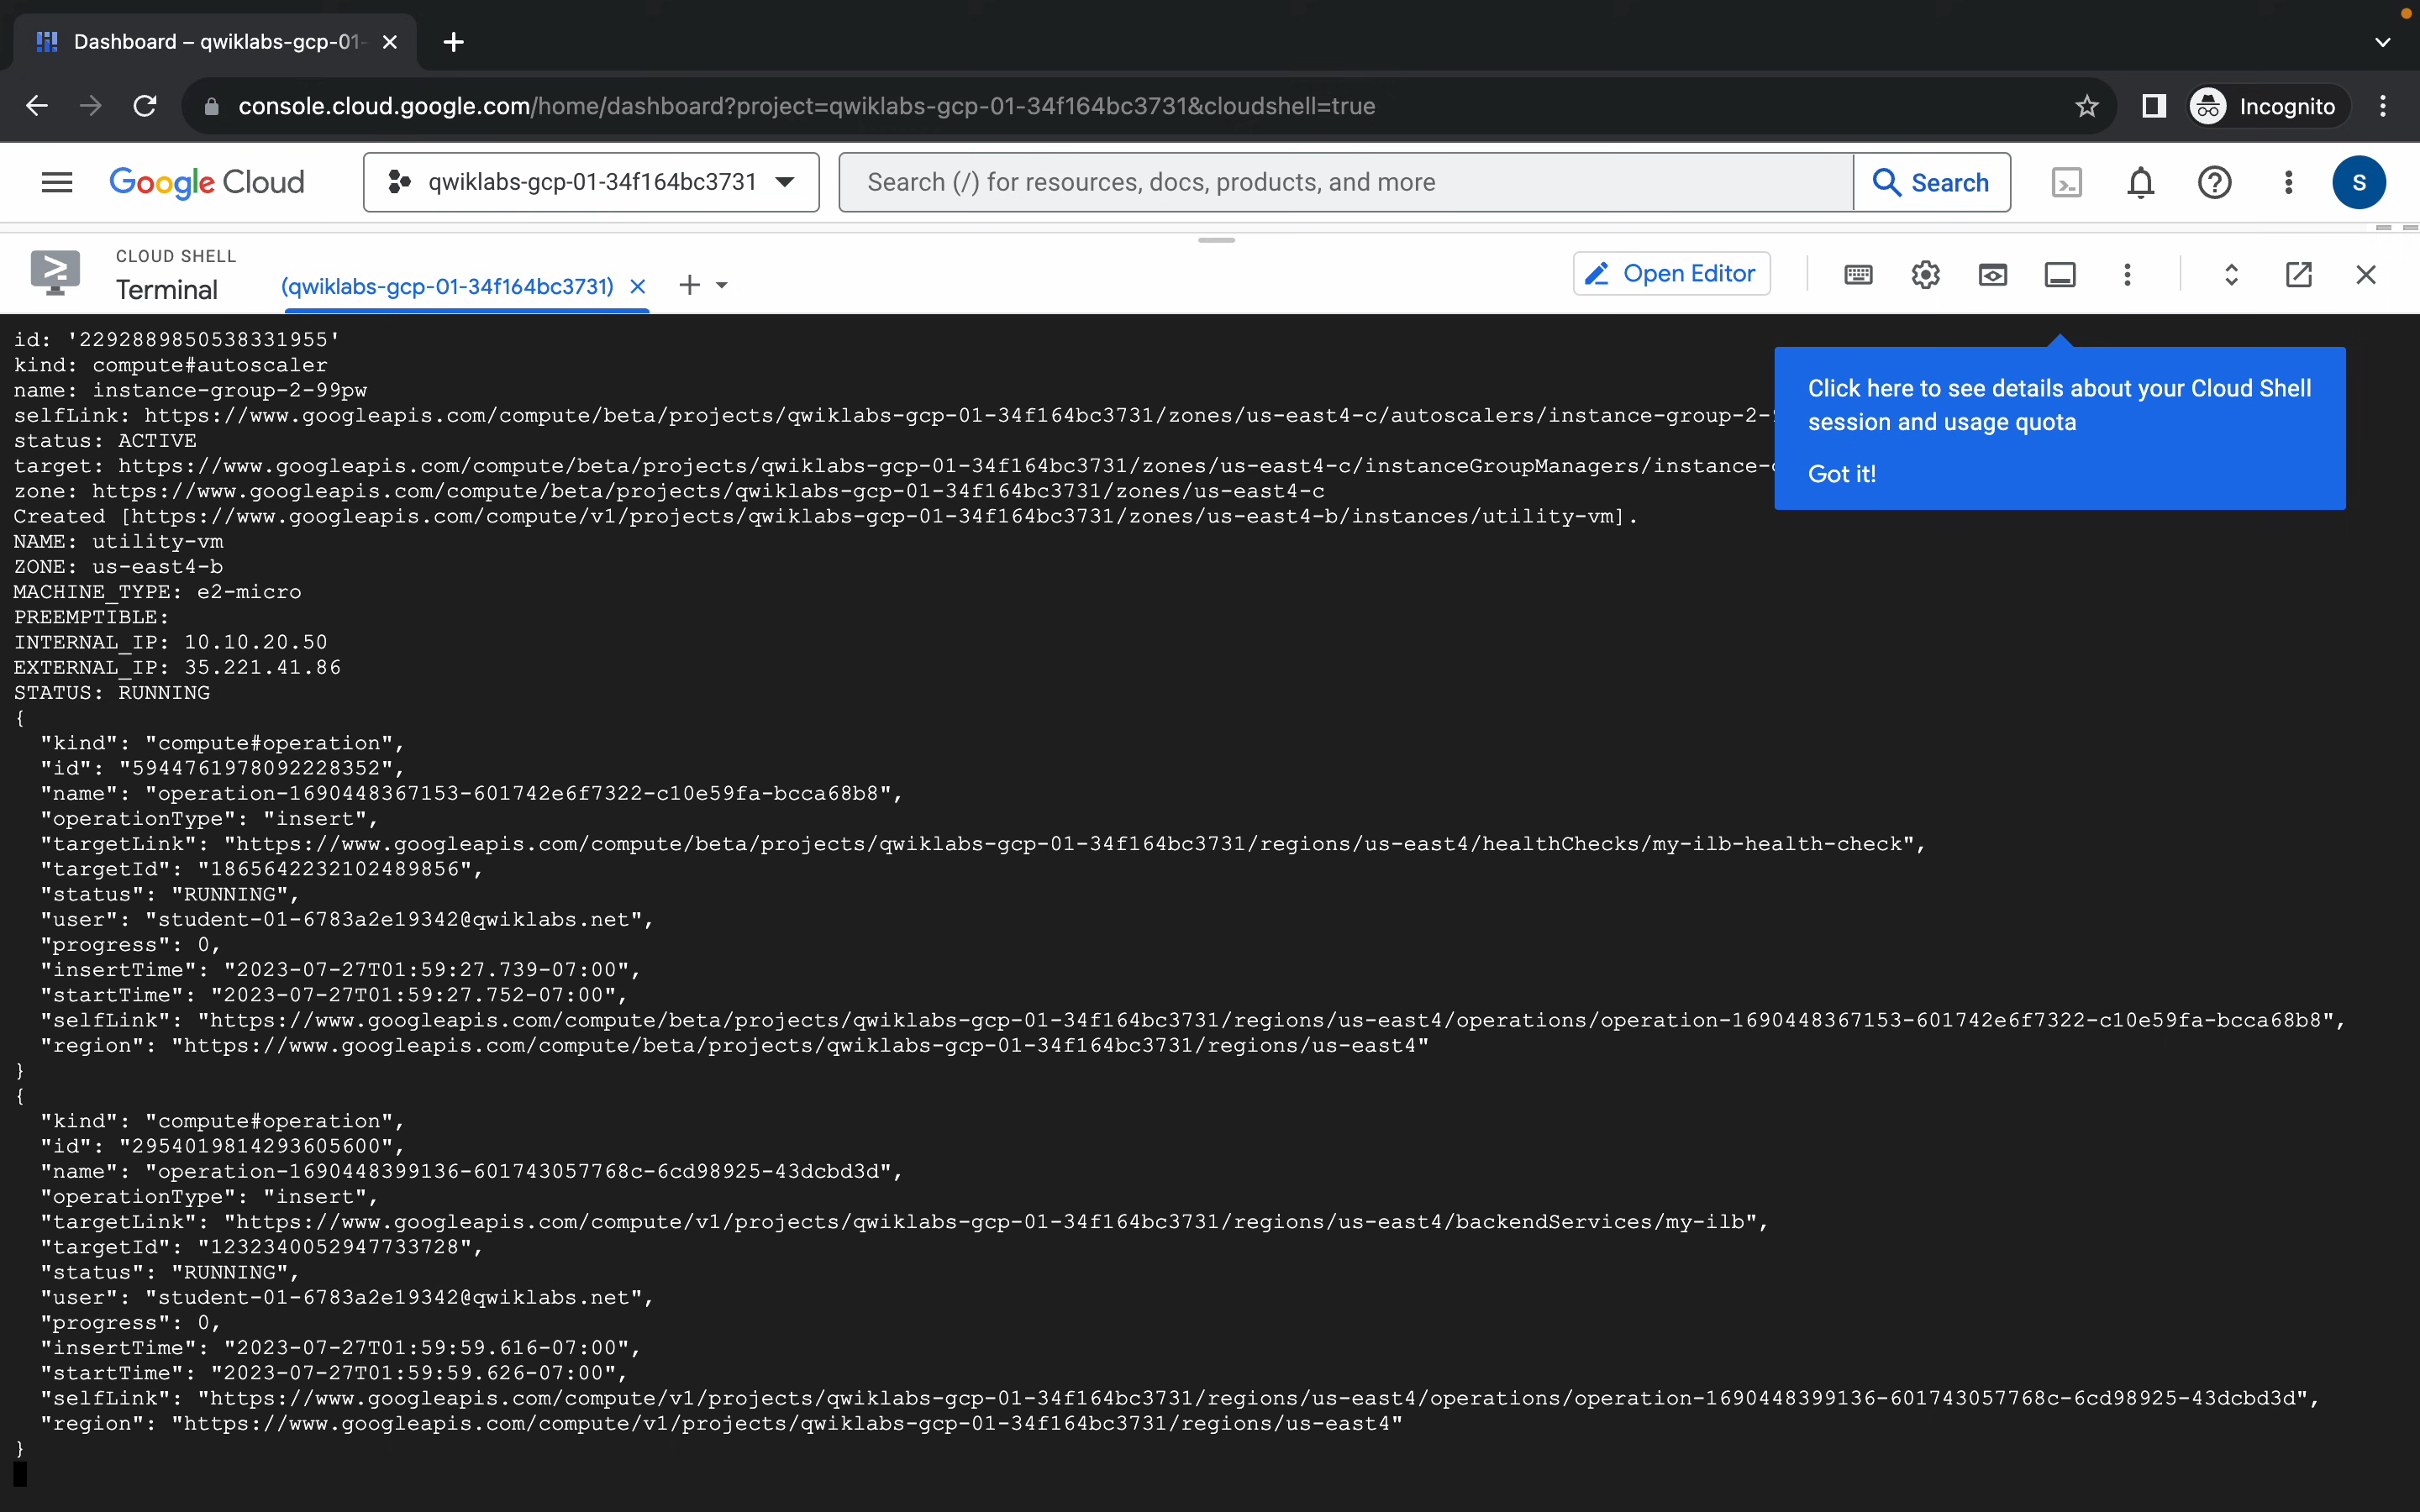 Dashboard – qwiklabs-gcp-01-
console.cloud.google.com/home/dashboard?project=qwiklabs-gcp-01-34f164bc3731&cloudshell=true
Incognito
Google Cloud
qwiklabs-gcp-01-34f164bc3731
Search (/) for resources, docs, products, and more
Search
S
CLOUD SHELL
Terminal
(qwiklabs-gcp-01-34f164bc3731)
Open Editor
id: '2292889850538331955'
kind: compute#autoscaler
name: instance-group-2-99pw
selfLink: https://www.googleapis.com/compute/beta/projects/qwiklabs-gcp-01-34f164bc3731/zones/us-east4-c/autoscalers/instance-group-2-
status: ACTIVE
target: https://www.googleapis.com/compute/beta/projects/qwiklabs-gcp-01-34f164bc3731/zones/us-east4-c/instanceGroupManagers/instance-
zone: https://www.googleapis.com/compute/beta/projects/qwiklabs-gcp-01-34f164bc3731/zones/us-east4-c
Created [https://www.googleapis.com/compute/v1/projects/qwiklabs-gcp-01-34f164bc3731/zones/us-east4-b/instances/utility-vm].
NAME: utility-vm
ZONE: us-east4-b
MACHINE_TYPE: e2-micro
PREEMPTIBLE:
INTERNAL_IP: 10.10.20.50
EXTERNAL_IP: 35.221.41.86
STATUS: RUNNING
{
"kind": "compute#operation",
"id": "5944761978092228352",
"name": "operation-1690448367153-601742e6f7322-c10e59fa-bcca68b8",
"operationType": "insert",
"targetLink": "https://www.googleapis.com/compute/beta/projects/qwiklabs-gcp-01-34f164bc3731/regions/us-east4/healthChecks/my-ilb-health-check",
"targetId": "1865642232102489856",
"status": "RUNNING",
"user": "student-01-6783a2e19342@qwiklabs.net",
"progress": 0,
"insertTime": "2023-07-27T01:59:27.739-07:00",
"startTime": "2023-07-27T01:59:27.752-07:00",
"selfLink": "https://www.googleapis.com/compute/beta/projects/qwiklabs-gcp-01-34f164bc3731/regions/us-east4/operations/operation-1690448367153-601742e6f7322-c10e59fa-bcca68b8",
"region": "https://www.googleapis.com/compute/beta/projects/qwiklabs-gcp-01-34f164bc3731/regions/us-east4"
}
{
"kind": "compute#operation",
"id": "2954019814293605600",
"name": "operation-1690448399136-601743057768c-6cd98925-43dcbd3d",
"operationType": "insert",
"targetLink": "https://www.googleapis.com/compute/v1/projects/qwiklabs-gcp-01-34f164bc3731/regions/us-east4/backendServices/my-ilb",
"targetId": "1232340052947733728",
"status": "RUNNING",
"user": "student-01-6783a2e19342@qwiklabs.net",
"progress": 0,
"insertTime": "2023-07-27T01:59:59.616-07:00",
"startTime": "2023-07-27T01:59:59.626-07:00",
"selfLink": "https://www.googleapis.com/compute/v1/projects/qwiklabs-gcp-01-34f164bc3731/regions/us-east4/operations/operation-1690448399136-601743057768c-6cd98925-43dcbd3d",
"region": "https://www.googleapis.com/compute/v1/projects/qwiklabs-gcp-01-34f164bc3731/regions/us-east4"
}
Click here to see details about your Cloud Shell
session and usage quota
Got it!